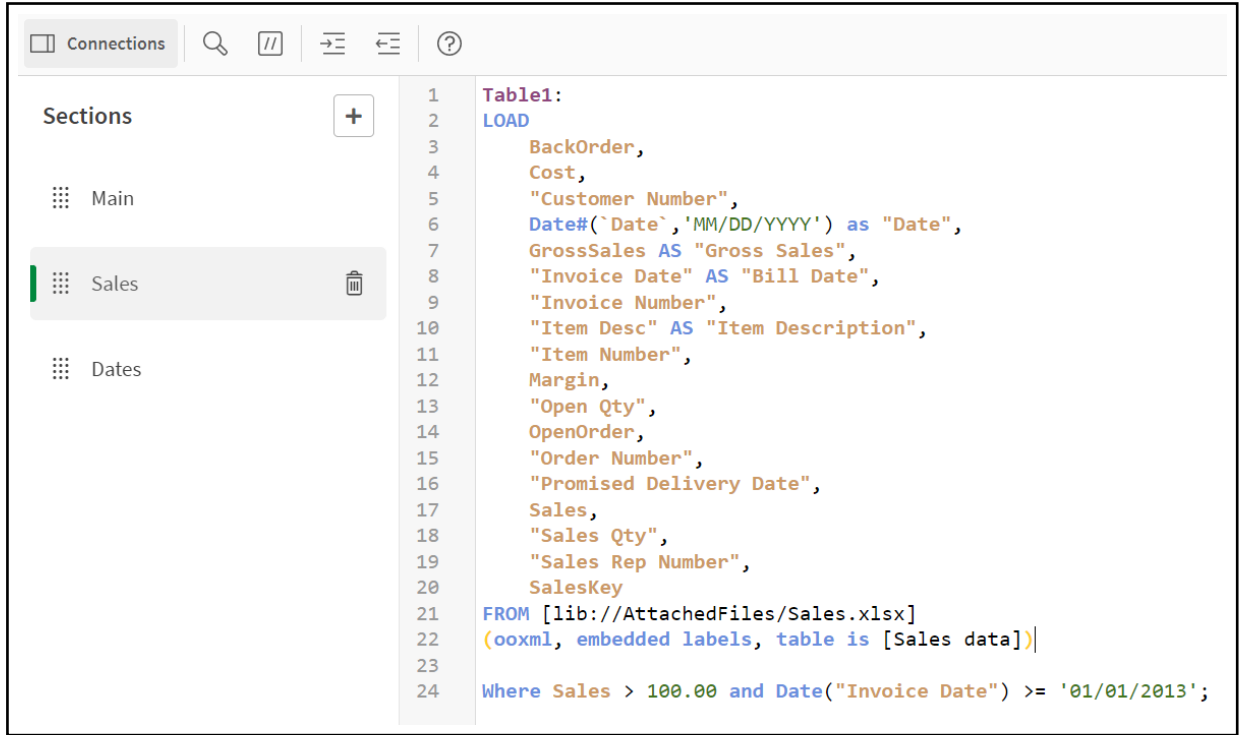 Connections
Sections
+
Main
Sales
Dates
1 Table1:
2 LOAD
3 BackOrder,
4 Cost,
5 "Customer Number",
6 Date#(`Date`,'MM/DD/YYYY') as "Date",
7 GrossSales AS "Gross Sales",
8 "Invoice Date" AS "Bill Date",
9 "Invoice Number",
10 "Item Desc" AS "Item Description",
11 "Item Number",
12 Margin,
13 "Open Qty",
14 OpenOrder,
15 "Order Number",
16 "Promised Delivery Date",
17 Sales,
18 "Sales Qty",
19 "Sales Rep Number",
20 SalesKey
21 FROM [lib://AttachedFiles/Sales.xlsx]
22 (ooxml, embedded labels, table is [Sales data])
23
24 Where Sales > 100.00 and Date("Invoice Date") >= '01/01/2013';